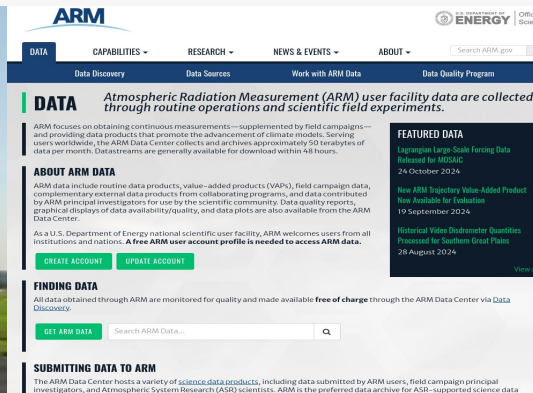 ARM
U.S. DEPARTMENT OF
ENERGY
DATA CAPABILITIES RESEARCH NEWS & EVENTS ABOUT Search ARM.gov
Data Discovery Data Sources Work with ARM Data Data Quality Program
DATA
Atmospheric Radiation Measurement (ARM) user facility data are collected
through routine operations and scientific field experiments.
ARM focuses on obtaining continuous measurements—supplemented by field campaigns—
and providing data products that promote the advancement of climate models. Serving
users worldwide, the ARM Data Center collects and archives approximately 50 terabytes of
data per month. Datastreams are generally available for download within 48 hours.
ABOUT ARM DATA
ARM data include routine data products, value-added products (VAPs), field campaign data,
complementary external data products from collaborating programs, and data contributed
by ARM principal investigators for use by the scientific community. Data quality reports,
graphical displays of data availability/quality, and data plots are also available from the ARM
Data Center.
As a U.S. Department of Energy national scientific user facility, ARM welcomes users from all
institutions and nations. A free ARM user account profile is needed to access ARM data.
CREATE ACCOUNT UPDATE ACCOUNT
FEATURED DATA
Lagrangian Large-Scale Forcing Data
Released for MOSAiC
24 October 2024
New ARM Trajectory Value-Added Product
Now Available for Evaluation
19 September 2024
Historical Video Disdrometer Quantities
Processed for Southern Great Plains
28 August 2024
View
FINDING DATA
All data obtained through ARM are monitored for quality and made available free of charge through the ARM Data Center via Data
Discovery.
GET ARM DATA Search ARM Data...
SUBMITTING DATA TO ARM
The ARM Data Center hosts a variety of science data products, including data submitted by ARM users, field campaign principal
investigators, and Atmospheric System Research (ASR) scientists. ARM is the preferred data archive for ASR-supported science data